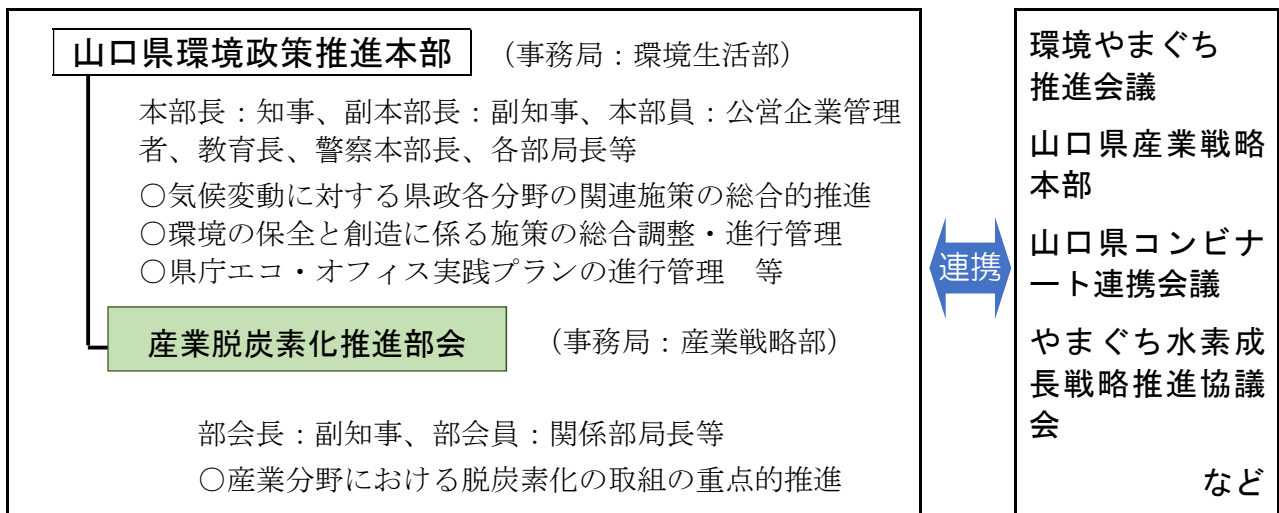 山口県環境政策推進本部 （事務局：環境生活部）
本部長：知事、副本部長：副知事、本部員：公営企業管理
者、教育長、警察本部長、各部局長等
○気候変動に対する県政各分野の関連施策の総合的推進
○環境の保全と創造に係る施策の総合調整・進行管理
○県庁エコ・オフィス実践プランの進行管理　等
産業脱炭素化推進部会 （事務局：産業戦略部）
部会長：副知事、部会員：関係部局長等
○産業分野における脱炭素化の取組の重点的推進
連携
環境やまぐち
推進会議
山口県産業戦略
本部
山口県コンビナ
ート連携会議
やまぐち水素成
長戦略推進協議
会
など